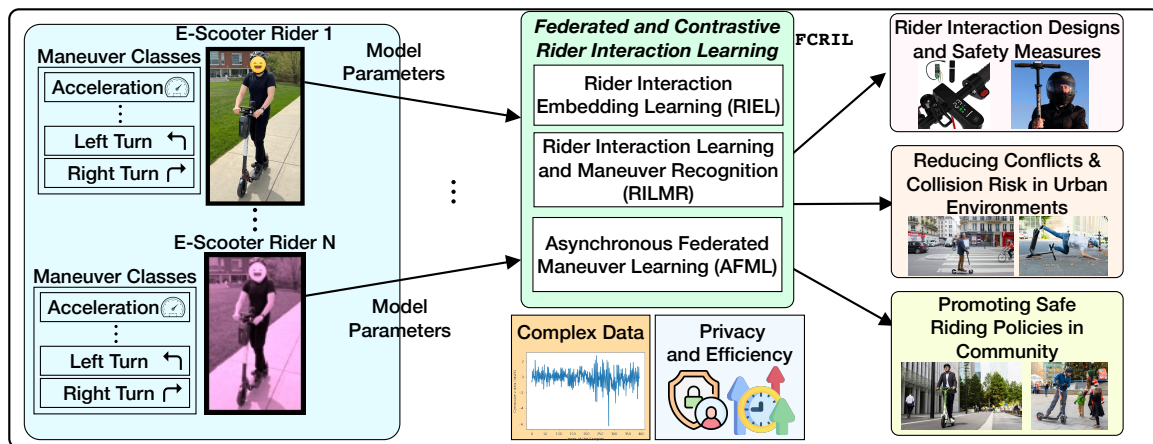 E-Scooter Rider 1
Maneuver Classes
Acceleration
Left Turn
Right Turn
E-Scooter Rider N
Maneuver Classes
Acceleration
Left Turn
Right Turn
Model
Parameters
Model
Parameters
Federated and Contrastive
Rider Interaction Learning
FCRIL
Rider Interaction
Embedding Learning (RIEL)
Rider Interaction Learning
and Maneuver Recognition
(RILMR)
Asynchronous Federated
Maneuver Learning (AFML)
Complex Data
Privacy
and Efficiency
Rider Interaction Designs
and Safety Measures
Reducing Conflicts &
Collision Risk in Urban
Environments
Promoting Safe
Riding Policies in
Community